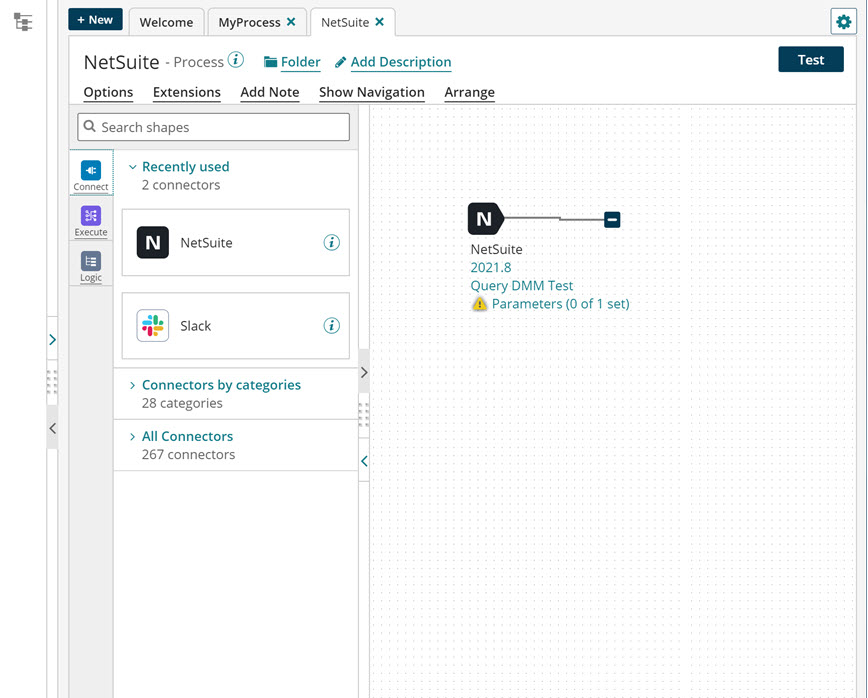 + New
Welcome
MyProcess
NetSuite
NetSuite - Process
Folder
Add Description
Test
Options
Extensions
Add Note
Show Navigation
Arrange
Search shapes
Connect
Execute
Logic
Recently used
2 connectors
N NetSuite
Slack
Connectors by categories
28 categories
All Connectors
267 connectors
N
NetSuite
2021.8
Query DMM Test
Parameters (0 of 1 set)